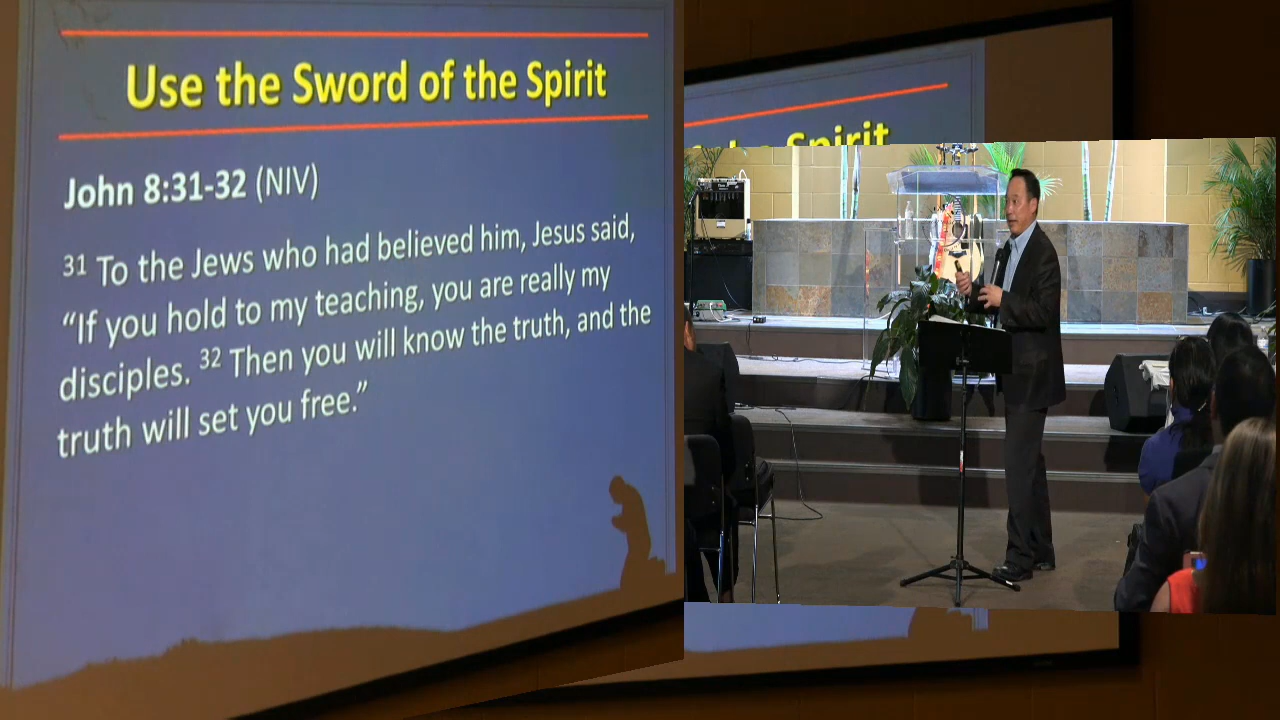 Use the Sword of the Spirit
John 8:31-32 (NIV)
31 To the Jews who had believed him, Jesus said,
“If you hold to my teaching, you are really my
disciples. 32 Then you will know the truth, and the
truth will set you free.”
Spirit